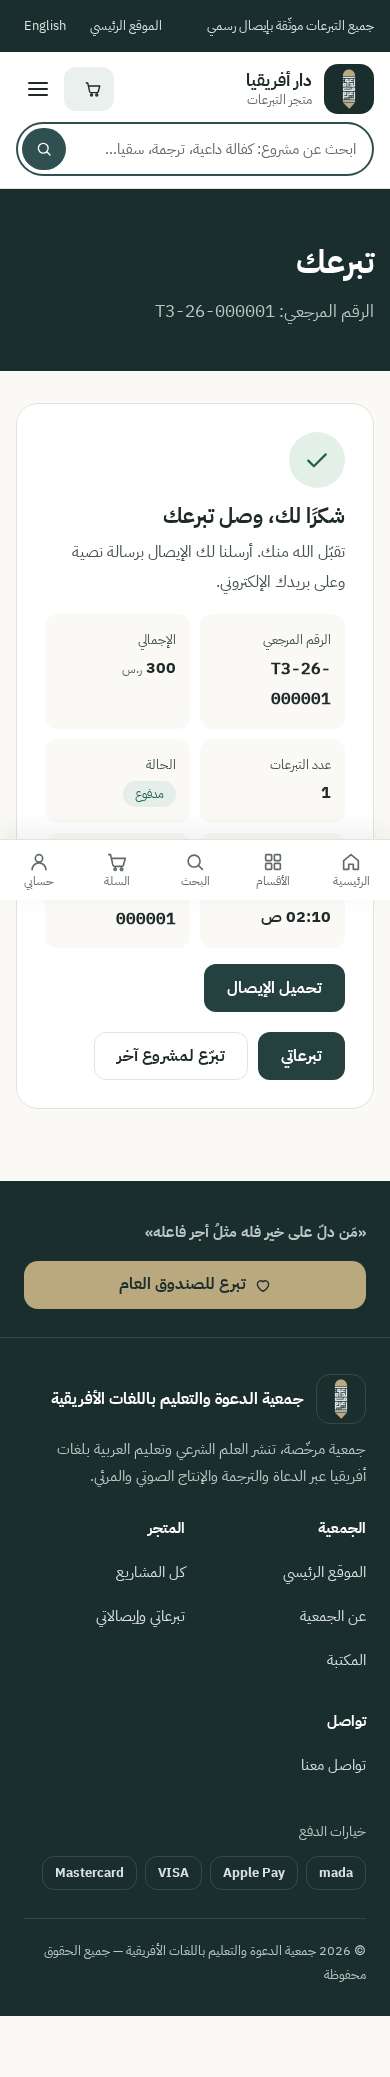 جميع التبرعات موثّقة بإيصال رسمي
الموقع الرئيسي
English
دار أفريقيا
متجر التبرعات
ابحث عن مشروع: كفالة داعية، ترجمة، سقيا...
تبرعك
الرقم المرجعي: T3-26-000001
شكرًا لك، وصل تبرعك
تقبّل الله منك. أرسلنا لك الإيصال برسالة نصية
وعلى بريدك الإلكتروني.
الرقم المرجعي
T3-26-
000001
الإجمالي
300 ر.س
عدد التبرعات
1
الحالة
مدفوع
الرئيسية
الأقسام
البحث
السلة
حسابي
02:10 ص
000001
تحميل الإيصال
تبرعاتي
تبرّع لمشروع آخر
«مَن دلّ على خير فله مثلُ أجر فاعله»
تبرع للصندوق العام
جمعية الدعوة والتعليم باللغات الأفريقية
جمعية مرخّصة، تنشر العلم الشرعي وتعليم العربية بلغات
أفريقيا عبر الدعاة والترجمة والإنتاج الصوتي والمرئي.
الجمعية
الموقع الرئيسي
عن الجمعية
المكتبة
المتجر
كل المشاريع
تبرعاتي وإيصالاتي
تواصل
تواصل معنا
خيارات الدفع
mada
Apple Pay
VISA
Mastercard
© 2026 جمعية الدعوة والتعليم باللغات الأفريقية — جميع الحقوق
محفوظة